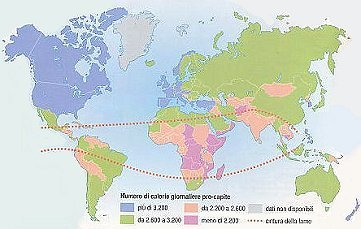 Numero di calorie giornaliere pro-capite
più di 3.200
da 2.200 a 2.600
dati non disponibili
da 2.600 a 3.200
meno di 2.200
cintura della fame